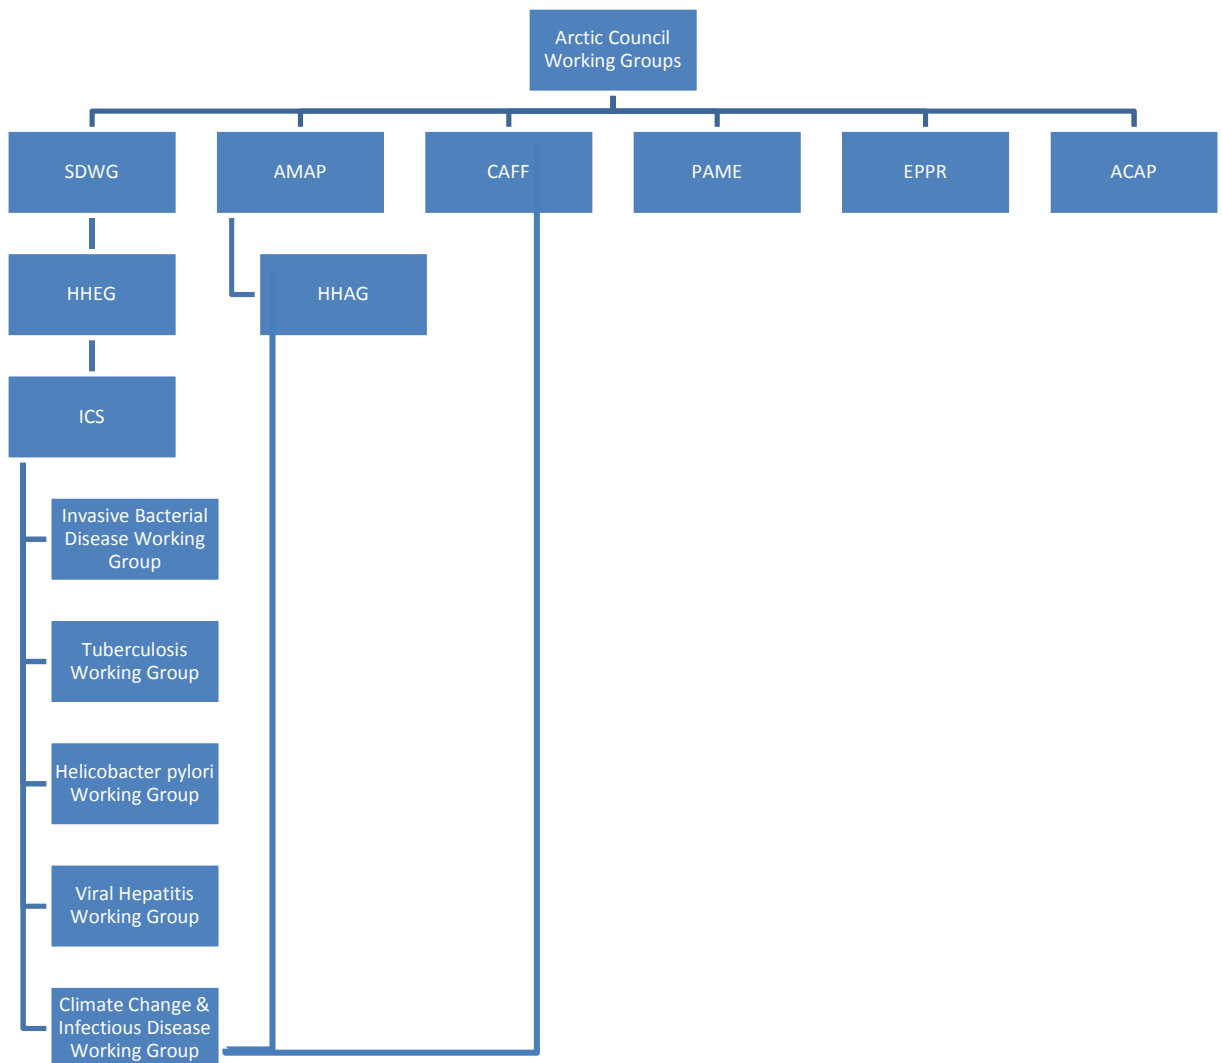 Arctic Council
Working Groups
SDWG
AMAP
CAFF
PAME
EPPR
ACAP
HHEG
HHAG
ICS
Invasive Bacterial
Disease Working
Group
Tuberculosis
Working Group
Helicobacter pylori
Working Group
Viral Hepatitis
Working Group
Climate Change &
Infectious Disease
Working Group